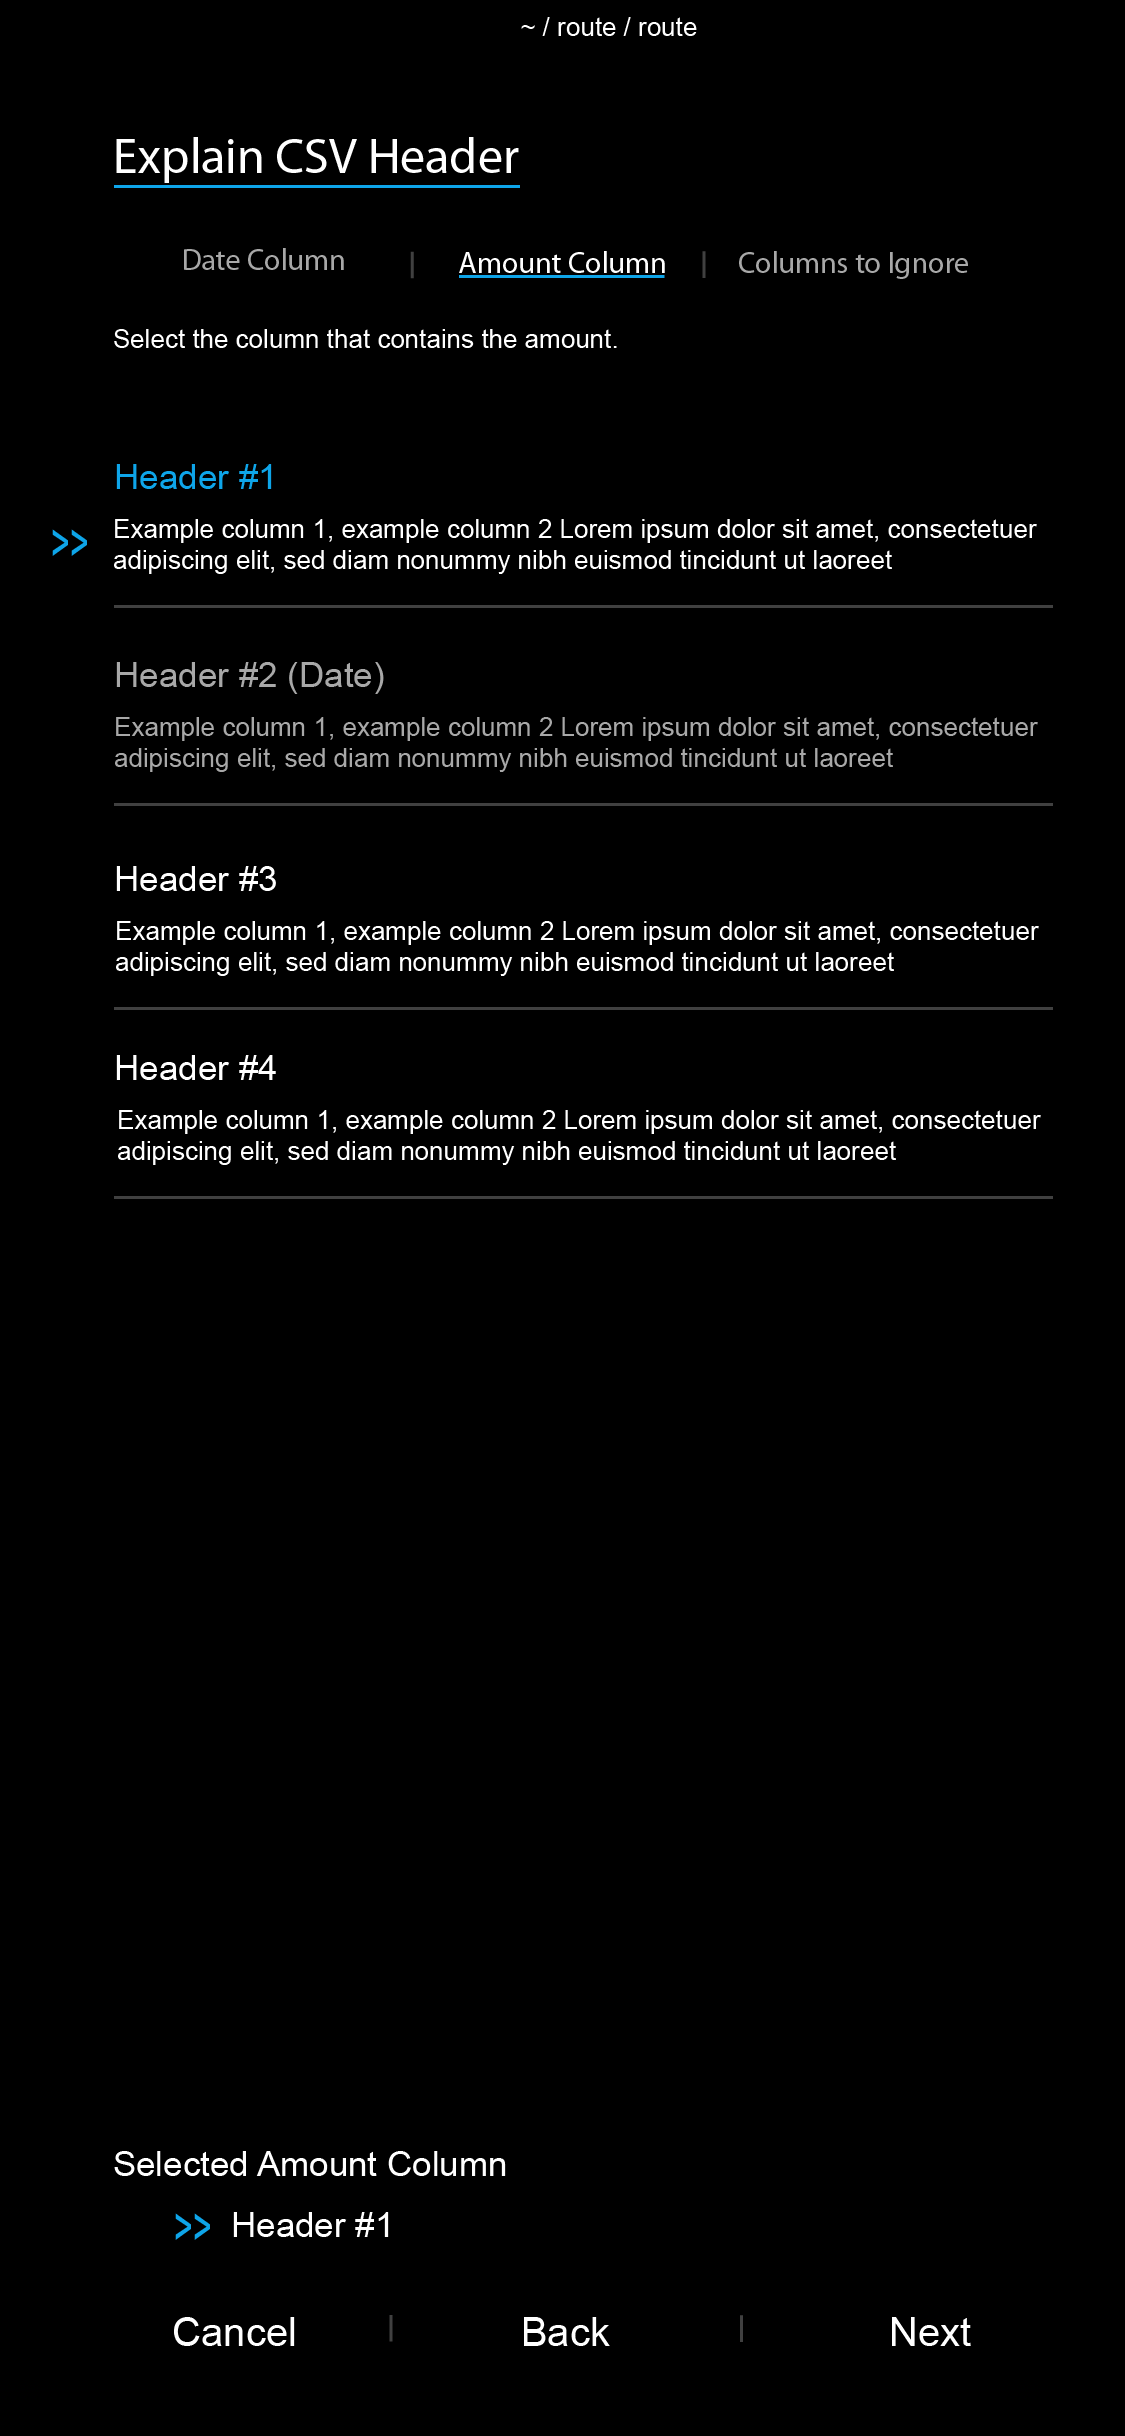 ~ / route / route
Explain CSV Header
Date Column | Amount Column | Columns to Ignore
Select the column that contains the amount.
Header #1
>> Example column 1, example column 2 Lorem ipsum dolor sit amet, consectetuer
adipiscing elit, sed diam nonummy nibh euismod tincidunt ut laoreet
Header #2 (Date)
Example column 1, example column 2 Lorem ipsum dolor sit amet, consectetuer
adipiscing elit, sed diam nonummy nibh euismod tincidunt ut laoreet
Header #3
Example column 1, example column 2 Lorem ipsum dolor sit amet, consectetuer
adipiscing elit, sed diam nonummy nibh euismod tincidunt ut laoreet
Header #4
Example column 1, example column 2 Lorem ipsum dolor sit amet, consectetuer
adipiscing elit, sed diam nonummy nibh euismod tincidunt ut laoreet
Selected Amount Column
>> Header #1
Cancel | Back | Next